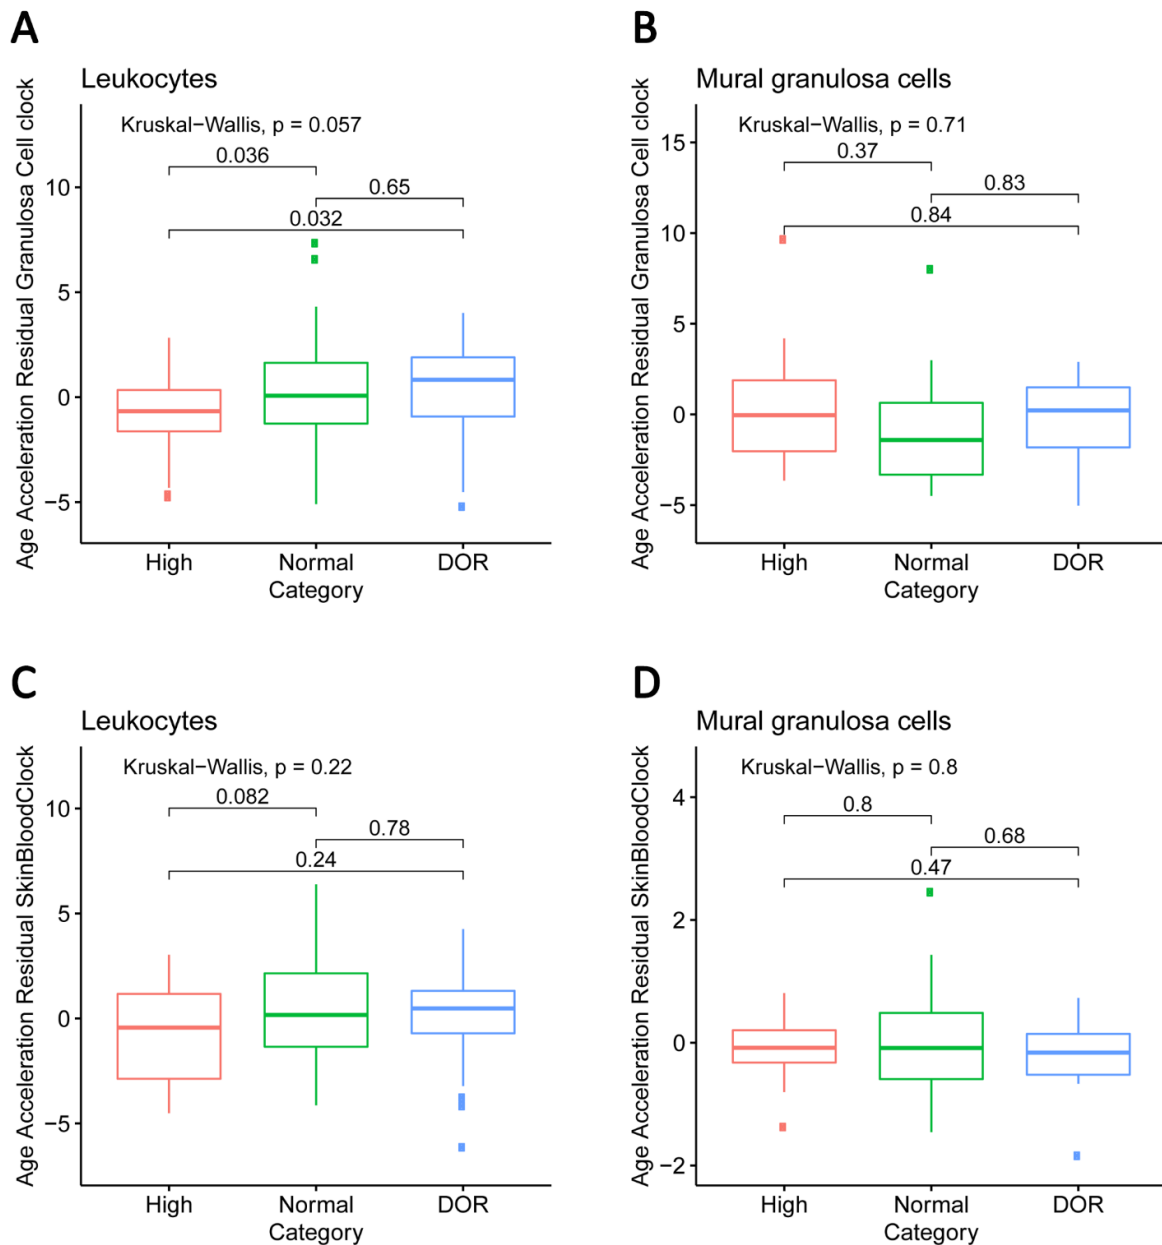 A
Leukocytes
Age Acceleration Residual Granulosa Cell clock
Kruskal−Wallis, p = 0.057
0.036
0.65
0.032
10
5
0
−5
High Normal DOR
Category
B
Mural granulosa cells
Age Acceleration Residual Granulosa Cell clock
Kruskal−Wallis, p = 0.71
0.37
0.83
0.84
15
10
5
0
−5
High Normal DOR
Category
C
Leukocytes
Age Acceleration Residual SkinBloodClock
Kruskal−Wallis, p = 0.22
0.082
0.78
0.24
10
5
0
−5
High Normal DOR
Category
D
Mural granulosa cells
Age Acceleration Residual SkinBloodClock
Kruskal−Wallis, p = 0.8
0.8
0.68
0.47
4
2
0
−2
High Normal DOR
Category